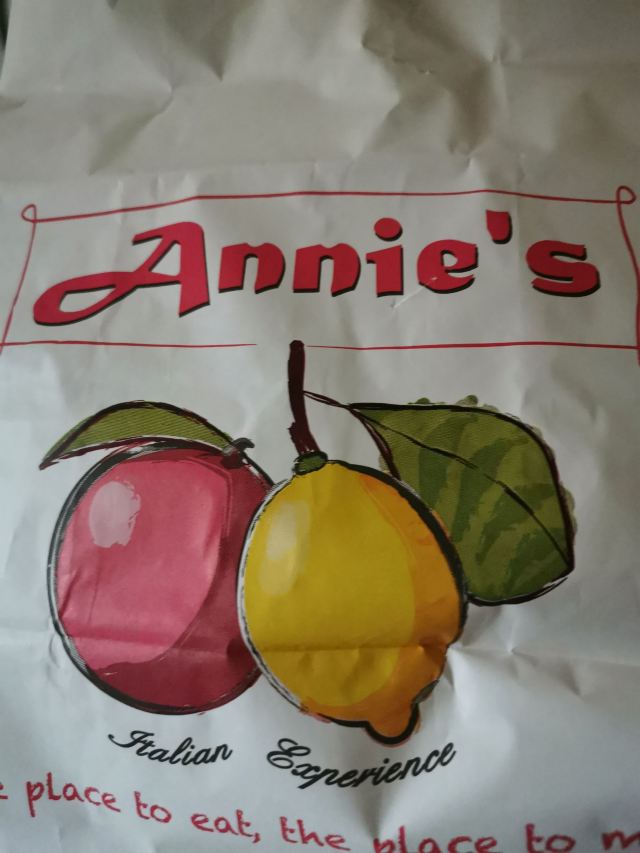 Annie's
Italian Experience
place to eat, the place to